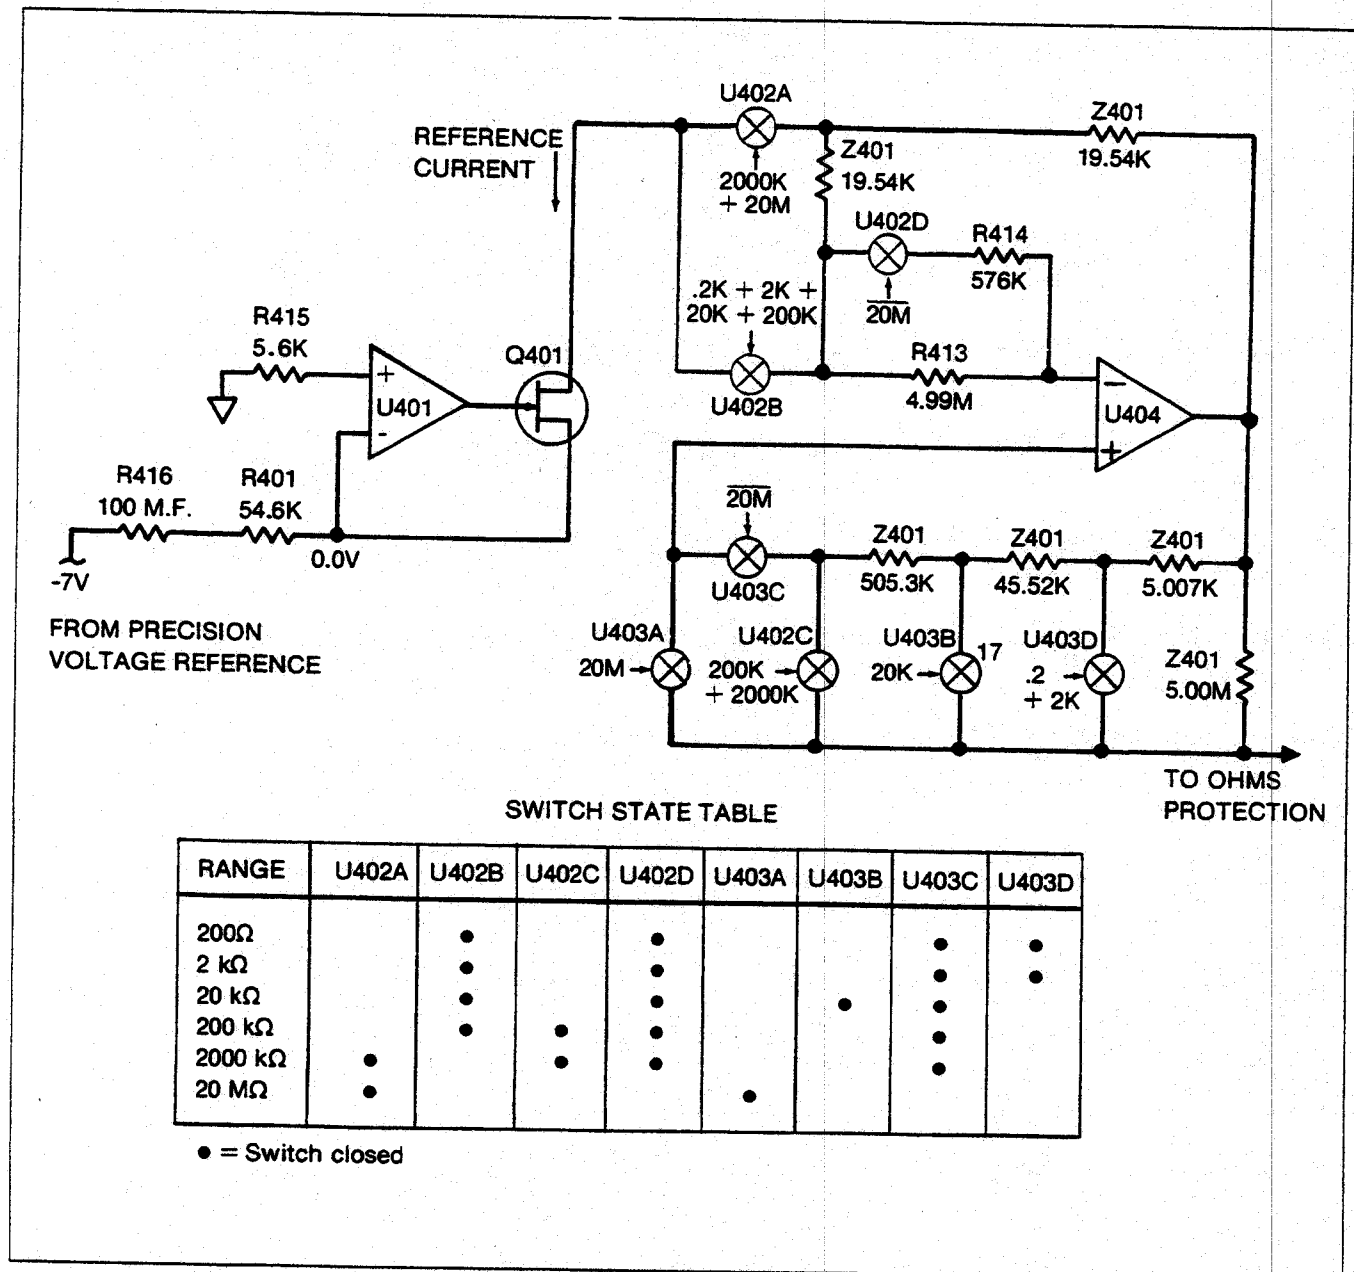 U402A
2000K
+ 20M
Z401
19.54K
Z401
19.54K
REFERENCE
CURRENT
U402D
20M
R414
576K
.2K + 2K +
20K + 200K
U402B
R413
4.99M
R415
5.6K
+
U401
-
Q401
−
U404
+
R416
100 M.F.
R401
54.6K
-7V
0.0V
FROM PRECISION
VOLTAGE REFERENCE
20M
U403C
Z401
505.3K
Z401
45.52K
Z401
5.007K
U403A
20M
U402C
200K
+ 2000K
U403B
17
20K
U403D
.2
+ 2K
Z401
5.00M
TO OHMS
PROTECTION
SWITCH STATE TABLE
RANGE U402A U402B U402C U402D U403A U403B U403C U403D
200Ω ● ● ● ●
2 kΩ ● ● ● ●
20 kΩ ● ● ● ●
200 kΩ ● ● ● ●
2000 kΩ ● ● ● ●
20 MΩ ● ●
● = Switch closed